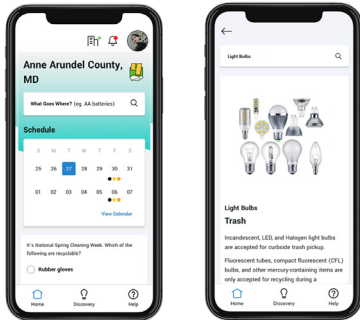 Anne Arundel County,
MD
What Goes Where? (eg. AA batteries)
Schedule
S M T W T F S
25 26 27 28 29 30 31
01 02 03 04 05 06 07
View Calendar
It's National Spring Cleaning Week. Which of the
following are recyclable?
Rubber gloves
Home Discovery Help
Light Bulbs
Light Bulbs
Trash
Incandescent, LED, and Halogen light bulbs
are accepted for curbside trash pickup.
Fluorescent tubes, compact fluorescent (CFL)
bulbs, and other mercury-containing items are
only accepted for recycling during a
Home Discovery Help